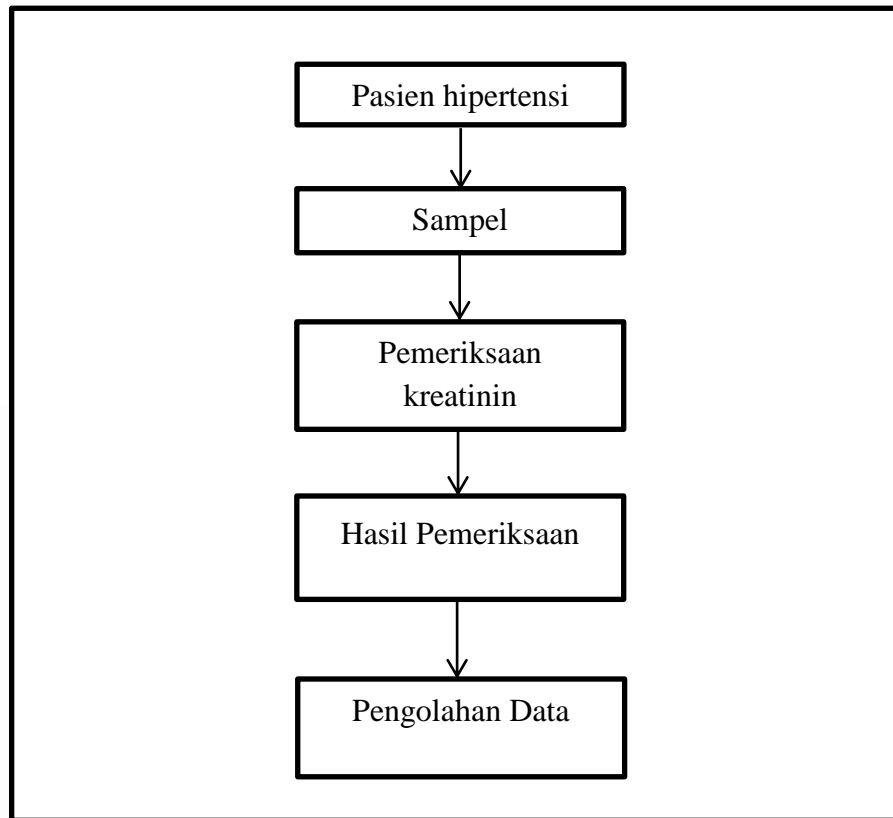 Pasien hipertensi
Sampel
Pemeriksaan
kreatinin
Hasil Pemeriksaan
Pengolahan Data